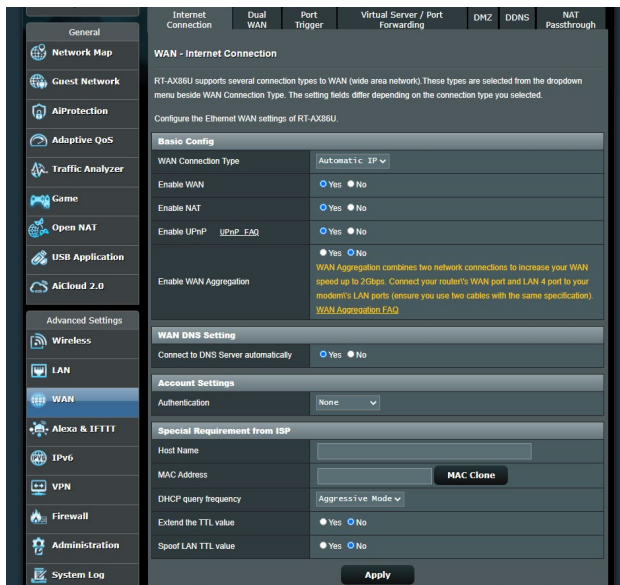 General
Network Map
Guest Network
AiProtection
Adaptive QoS
Traffic Analyzer
Game
Open NAT
USB Application
AiCloud 2.0
Advanced Settings
Wireless
LAN
WAN
Alexa & IFTTT
IPv6
VPN
Firewall
Administration
System Log
Internet Connection
Dual WAN
Port Trigger
Virtual Server / Port Forwarding
DMZ
DDNS
NAT Passthrough
WAN - Internet Connection
RT-AX86U supports several connection types to WAN (wide area network).These types are selected from the dropdown
menu beside WAN Connection Type. The setting fields differ depending on the connection type you selected.
Configure the Ethernet WAN settings of RT-AX86U.
Basic Config
WAN Connection Type Automatic IP
Enable WAN Yes No
Enable NAT Yes No
Enable UPnP UPnP FAQ Yes No
Enable WAN Aggregation Yes No
WAN Aggregation combines two network connections to increase your WAN
speed up to 2Gbps. Connect your router\'s WAN port and LAN 4 port to your
modem\'s LAN ports (ensure you use two cables with the same specification).
WAN Aggregation FAQ
WAN DNS Setting
Connect to DNS Server automatically Yes No
Account Settings
Authentication None
Special Requirement from ISP
Host Name
MAC Address MAC Clone
DHCP query frequency Aggressive Mode
Extend the TTL value Yes No
Spoof LAN TTL value Yes No
Apply